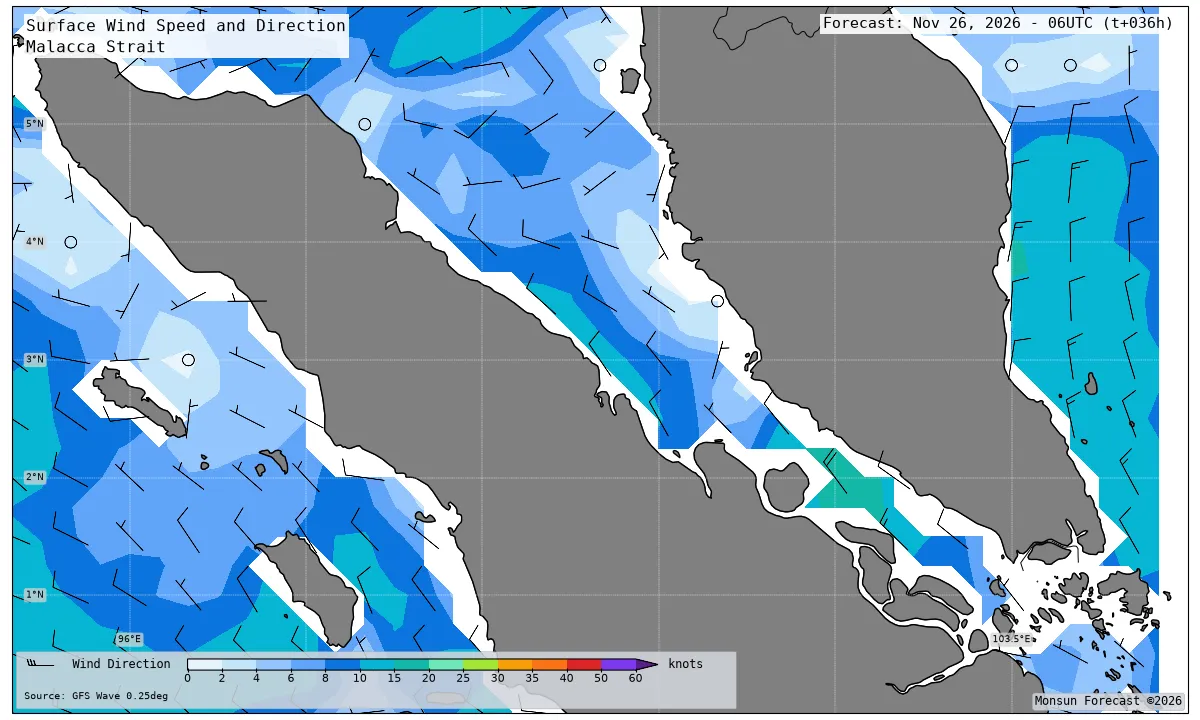 Surface Wind Speed and Direction
Malacca Strait
Forecast: Nov 26, 2026 - 06UTC (t+036h)
5°N
4°N
3°N
2°N
1°N
96°E
103.5°E
Wind Direction
0 2 4 6 8 10 15 20 25 30 35 40 50 60
knots
Source: GFS Wave 0.25deg
Monsun Forecast ©2026